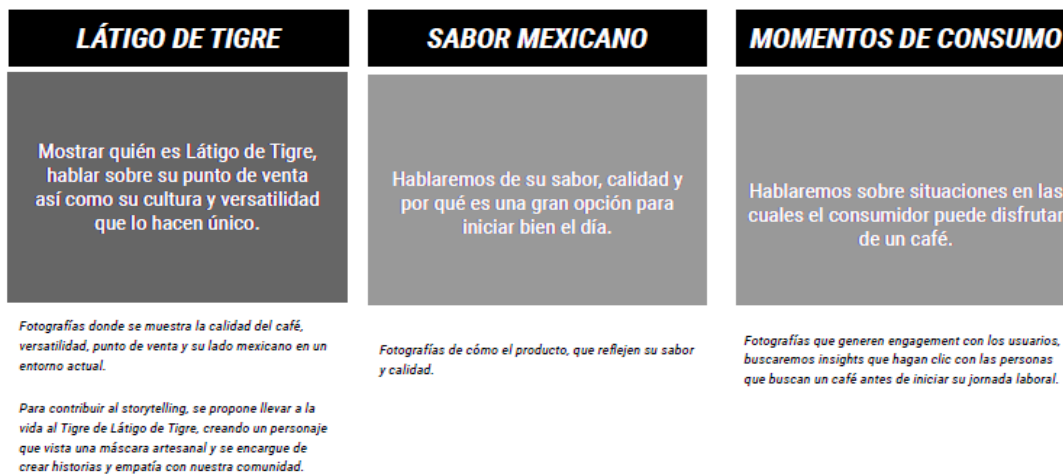 LÁTIGO DE TIGRE
Mostrar quién es Látigo de Tigre,
hablar sobre su punto de venta
así como su cultura y versatilidad
que lo hacen único.
Fotografías donde se muestra la calidad del café,
versatilidad, punto de venta y su lado mexicano en un
entorno actual.
Para contribuir al storytelling, se propone llevar a la
vida al Tigre de Látigo de Tigre, creando un personaje
que vista una máscara artesanal y se encargue de
crear historias y empatía con nuestra comunidad.
SABOR MEXICANO
Hablaremos de su sabor, calidad y
por qué es una gran opción para
iniciar bien el día.
Fotografías de cómo el producto, que reflejen su sabor
y calidad.
MOMENTOS DE CONSUMO
Hablaremos sobre situaciones en las
cuales el consumidor puede disfrutar
de un café.
Fotografías que generen engagement con los usuarios,
buscaremos insights que hagan clic con las personas
que buscan un café antes de iniciar su jornada laboral.